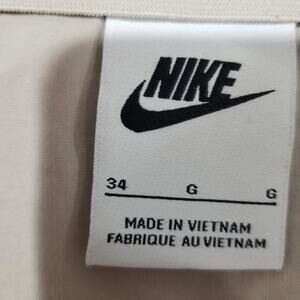 NIKE
34 G G
MADE IN VIETNAM
FABRIQUE AU VIETNAM